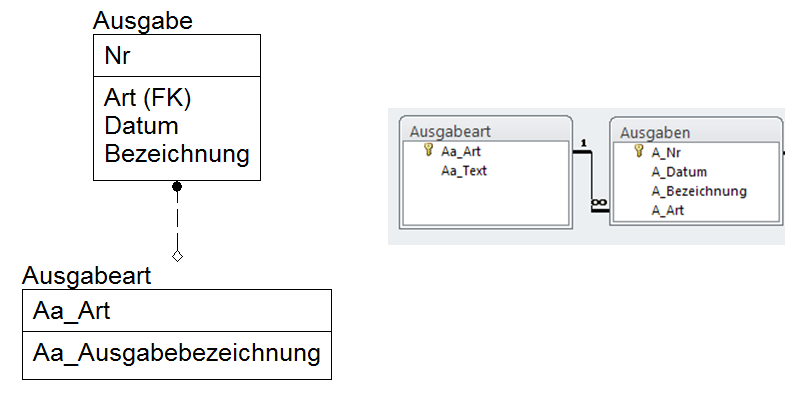 Ausgabe
Nr
Art (FK)
Datum
Bezeichnung
Ausgabeart
Aa_Art
Aa_Ausgabebezeichnung
Ausgabeart
Aa_Art
Aa_Text
1
∞
Ausgaben
A_Nr
A_Datum
A_Bezeichnung
A_Art